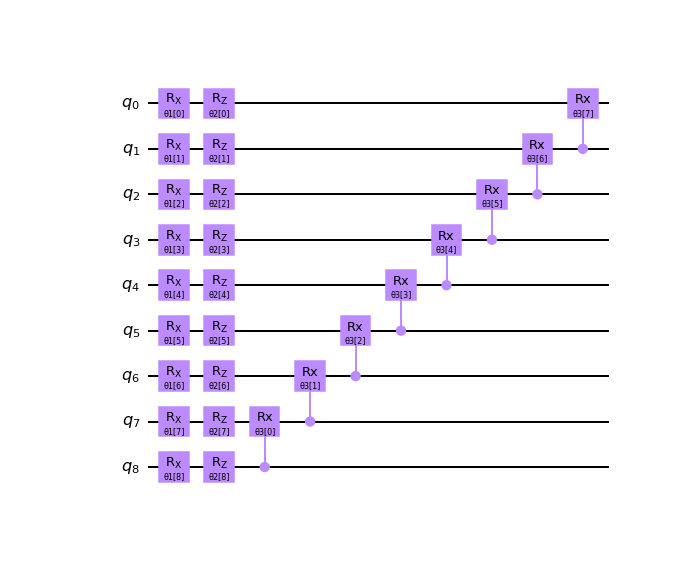 q0 RX θ1[0] RZ θ2[0] Rx θ3[7]
q1 RX θ1[1] RZ θ2[1] Rx θ3[6]
q2 RX θ1[2] RZ θ2[2] Rx θ3[5]
q3 RX θ1[3] RZ θ2[3] Rx θ3[4]
q4 RX θ1[4] RZ θ2[4] Rx θ3[3]
q5 RX θ1[5] RZ θ2[5] Rx θ3[2]
q6 RX θ1[6] RZ θ2[6] Rx θ3[1]
q7 RX θ1[7] RZ θ2[7] Rx θ3[0]
q8 RX θ1[8] RZ θ2[8]